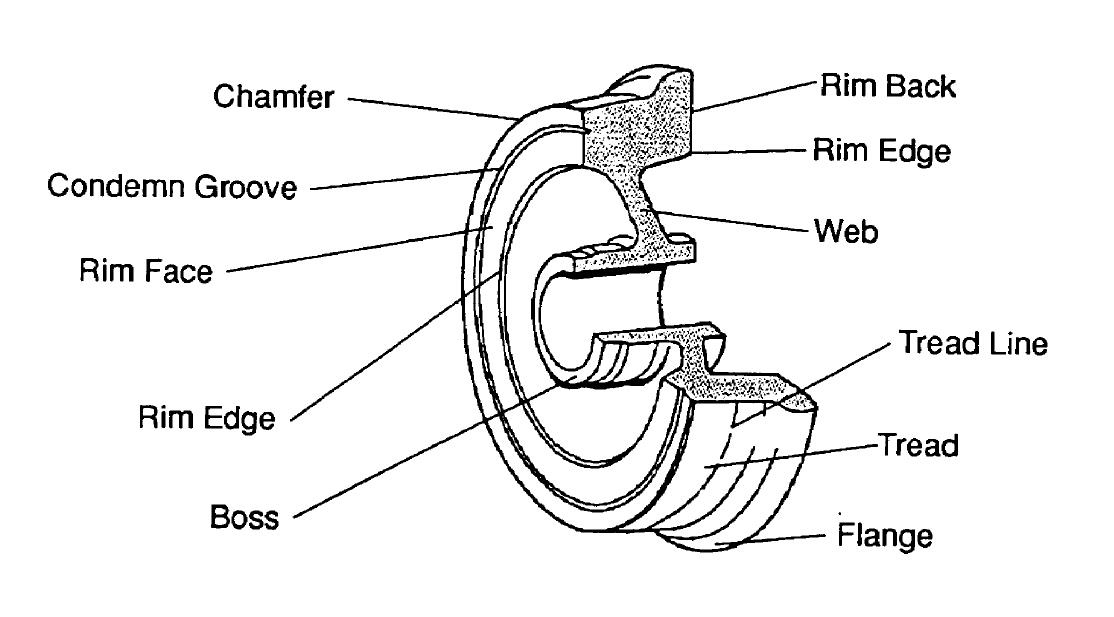 Chamfer
Rim Back
Rim Edge
Condemn Groove
Web
Rim Face
Tread Line
Rim Edge
Tread
Boss
Flange